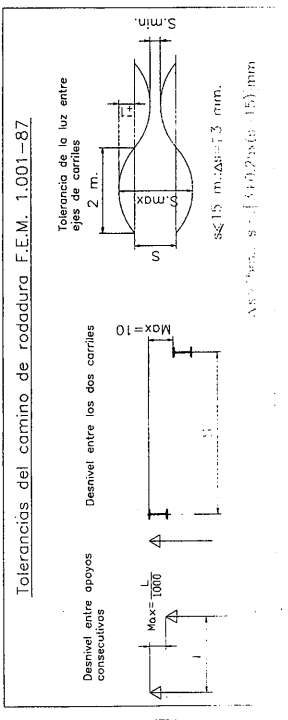 Tolerancias del camino de rodadura F.E.M. 1.001-87
Desnivel entre apoyos
consecutivos
Max= L
1000
Desnivel entre los dos carriles
Max=10
S
Tolerancia de la luz entre
ejes de carriles
2 m.
±1
S
S.max
S.min.
s≤15 m.:Δs=±3 mm.